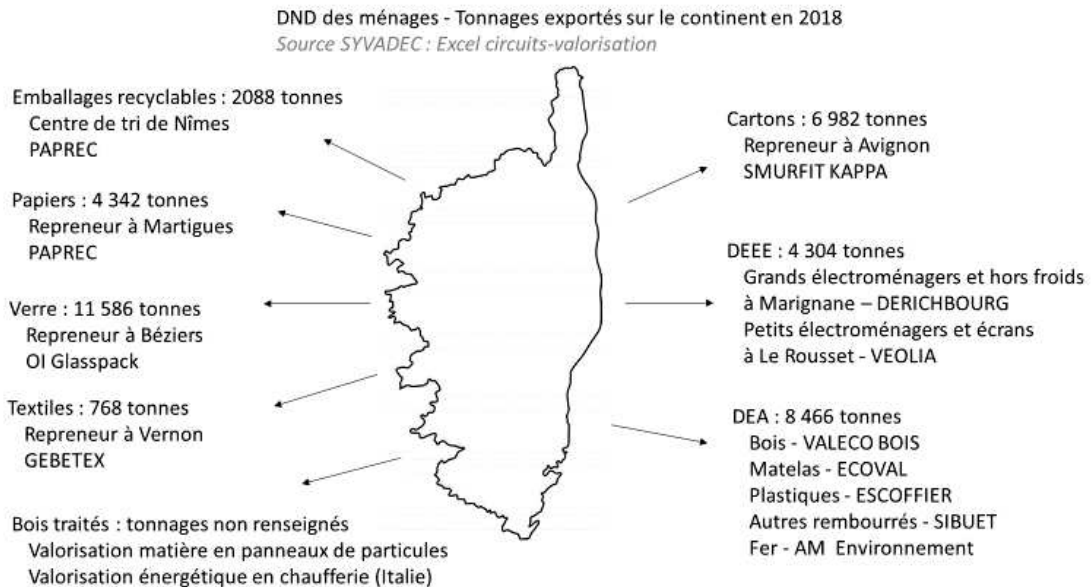 DND des ménages - Tonnages exportés sur le continent en 2018
Source SYVADEC : Excel circuits-valorisation
Emballages recyclables : 2088 tonnes
Centre de tri de Nîmes
PAPREC
Papiers : 4 342 tonnes
Repreneur à Martigues
PAPREC
Verre : 11 586 tonnes
Repreneur à Béziers
OI Glasspack
Textiles : 768 tonnes
Repreneur à Vernon
GEBETEX
Bois traités : tonnages non renseignés
Valorisation matière en panneaux de particules
Valorisation énergétique en chaufferie (Italie)
Cartons : 6 982 tonnes
Repreneur à Avignon
SMURFIT KAPPA
DEEE : 4 304 tonnes
Grands électroménagers et hors froids
à Marignane – DERICHBOURG
Petits électroménagers et écrans
à Le Rousset - VEOLIA
DEA : 8 466 tonnes
Bois - VALECO BOIS
Matelas - ECOVAL
Plastiques - ESCOFFIER
Autres rembourrés - SIBUET
Fer - AM Environnement